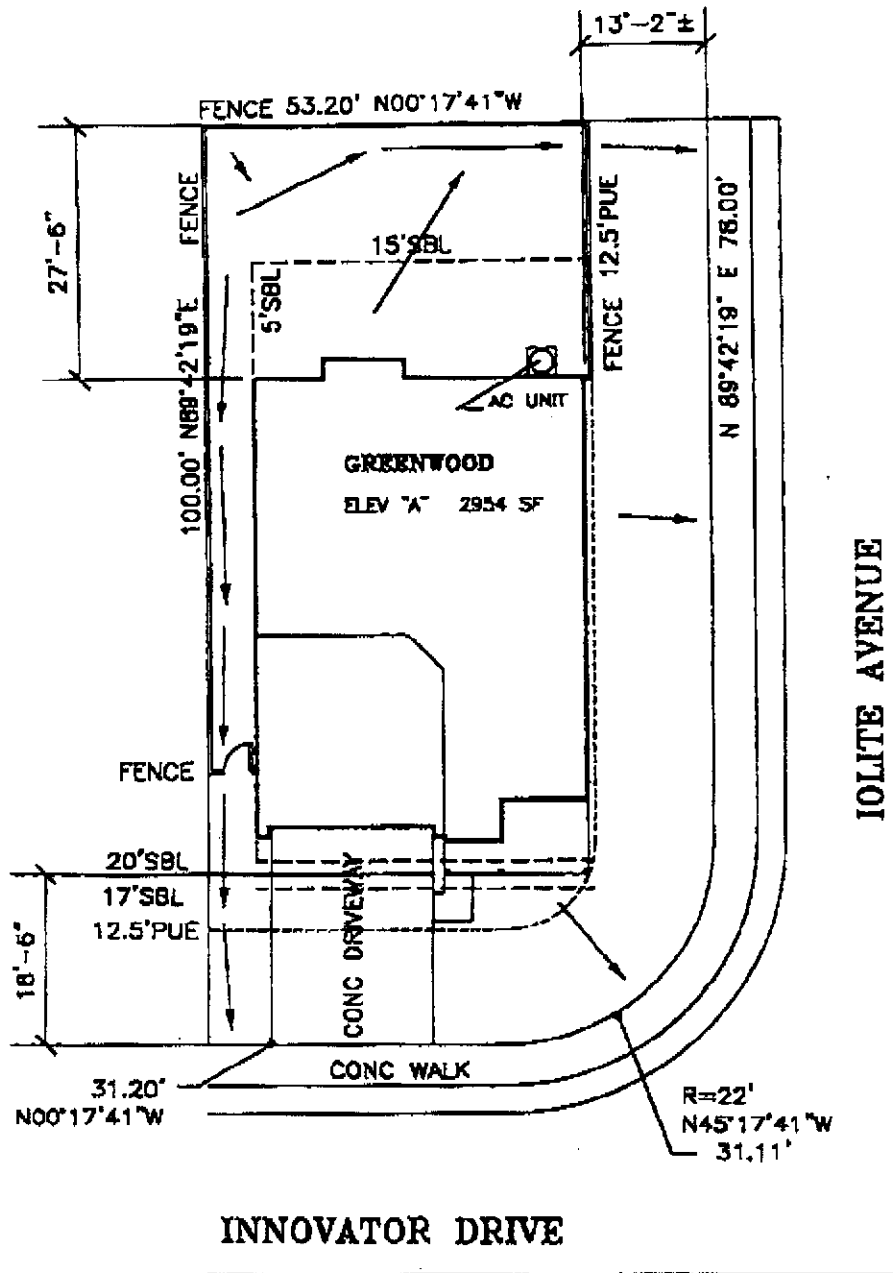 13'-2"±
FENCE 53.20' N00°17'41"W
27'-6"
FENCE
100.00' N89°42'19"E
15'SBL
5'SBL
12.5'PUE
FENCE
N 89°42'19" E 78.00'
AC UNIT
GREENWOOD
ELEV "A" 2954 SF
IOLITE AVENUE
FENCE
20'SBL
17'SBL
12.5'PUE
18'-6"
CONC DRIVEWAY
CONC WALK
31.20'
N00°17'41"W
R=22'
N45°17'41"W
31.11'
INNOVATOR DRIVE